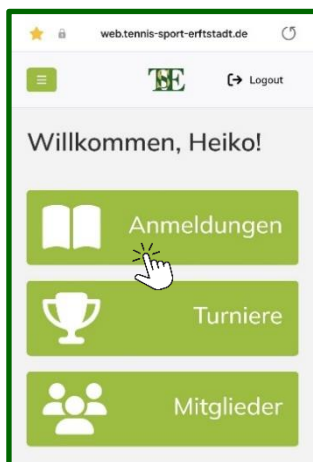 web.tennis-sport-erftstadt.de
TSE
Logout
Willkommen, Heiko!
Anmeldungen
Turniere
Mitglieder